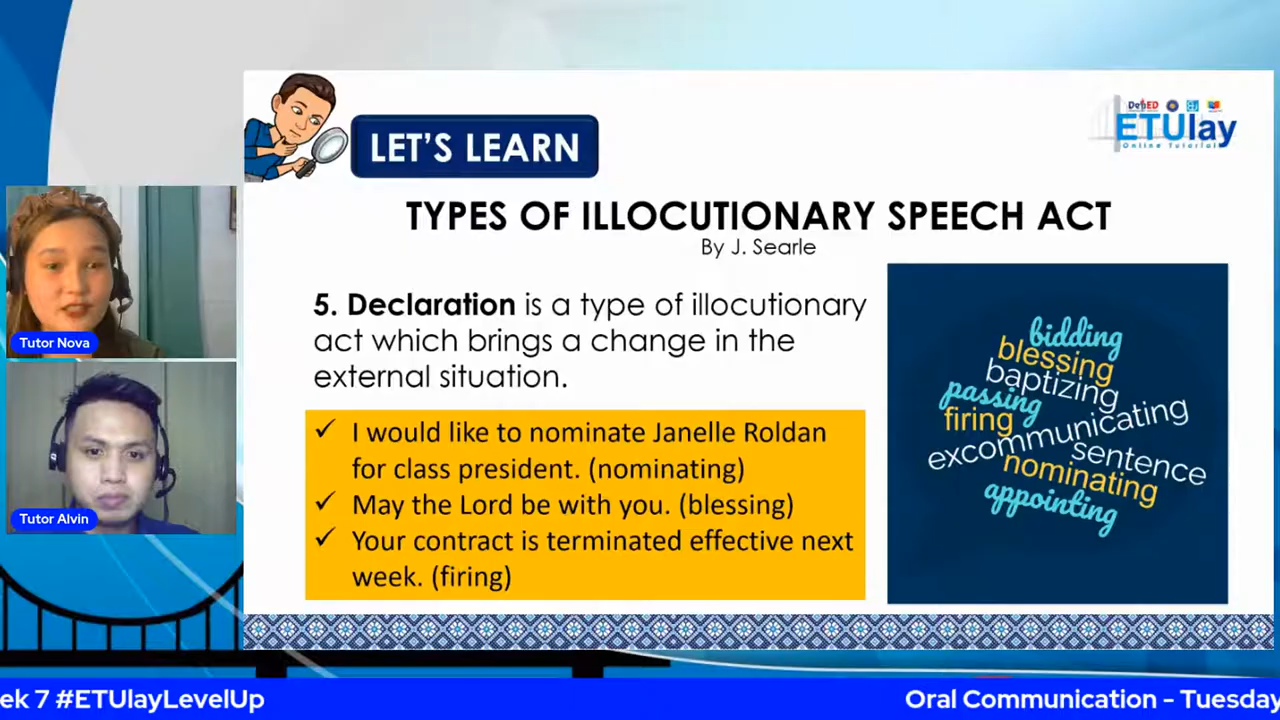 LET'S LEARN
DepED
ETUlay
Online Tutorial
TYPES OF ILLOCUTIONARY SPEECH ACT
By J. Searle
5. Declaration is a type of illocutionary
act which brings a change in the
external situation.
✓ I would like to nominate Janelle Roldan
for class president. (nominating)
✓ May the Lord be with you. (blessing)
✓ Your contract is terminated effective next
week. (firing)
bidding
blessing
baptizing
passing
firing
excommunicating
sentence
nominating
appointing
Tutor Nova
Tutor Alvin
ek 7 #ETUlayLevelUp
Oral Communication - Tuesday